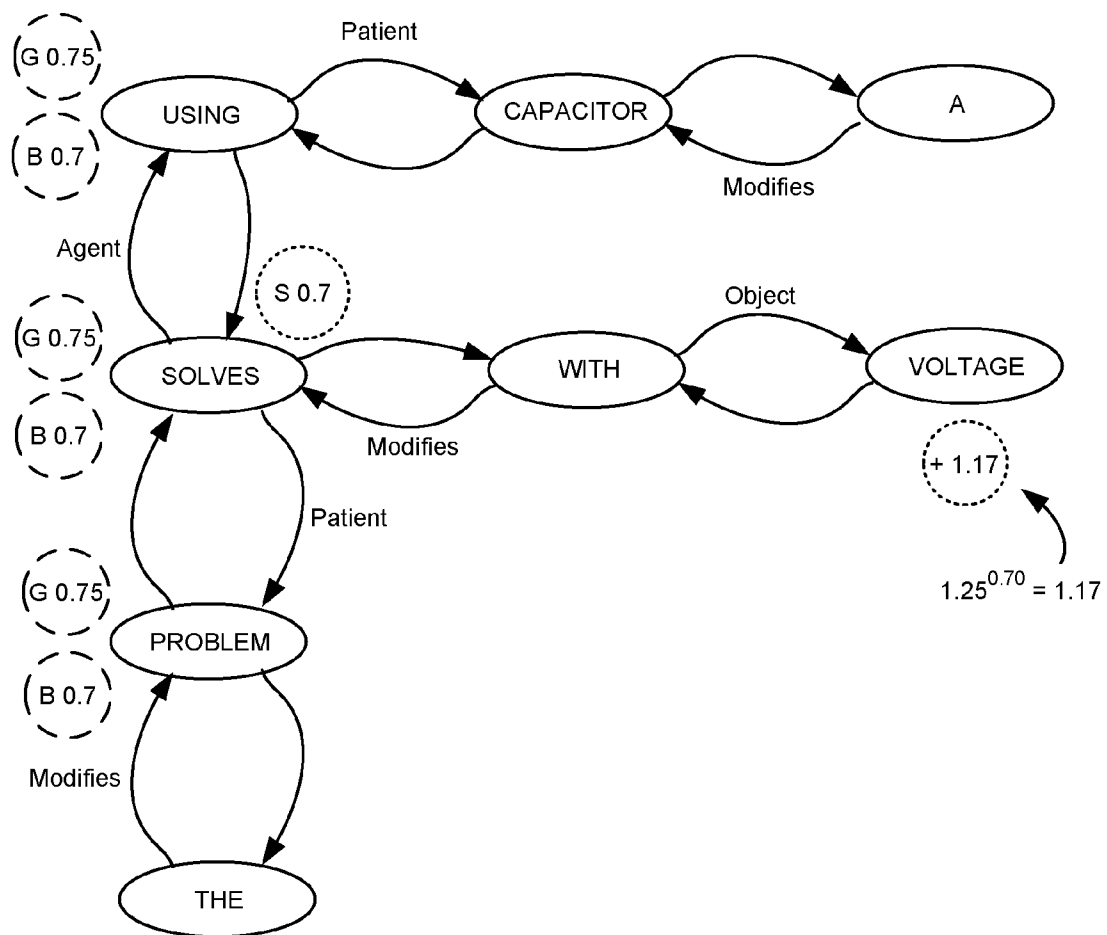 Patient
G 0.75
USING
CAPACITOR
A
B 0.7
Modifies
Agent
S 0.7
Object
G 0.75
SOLVES
WITH
VOLTAGE
B 0.7
Modifies
+ 1.17
Patient
1.25^0.70 = 1.17
G 0.75
PROBLEM
B 0.7
Modifies
THE